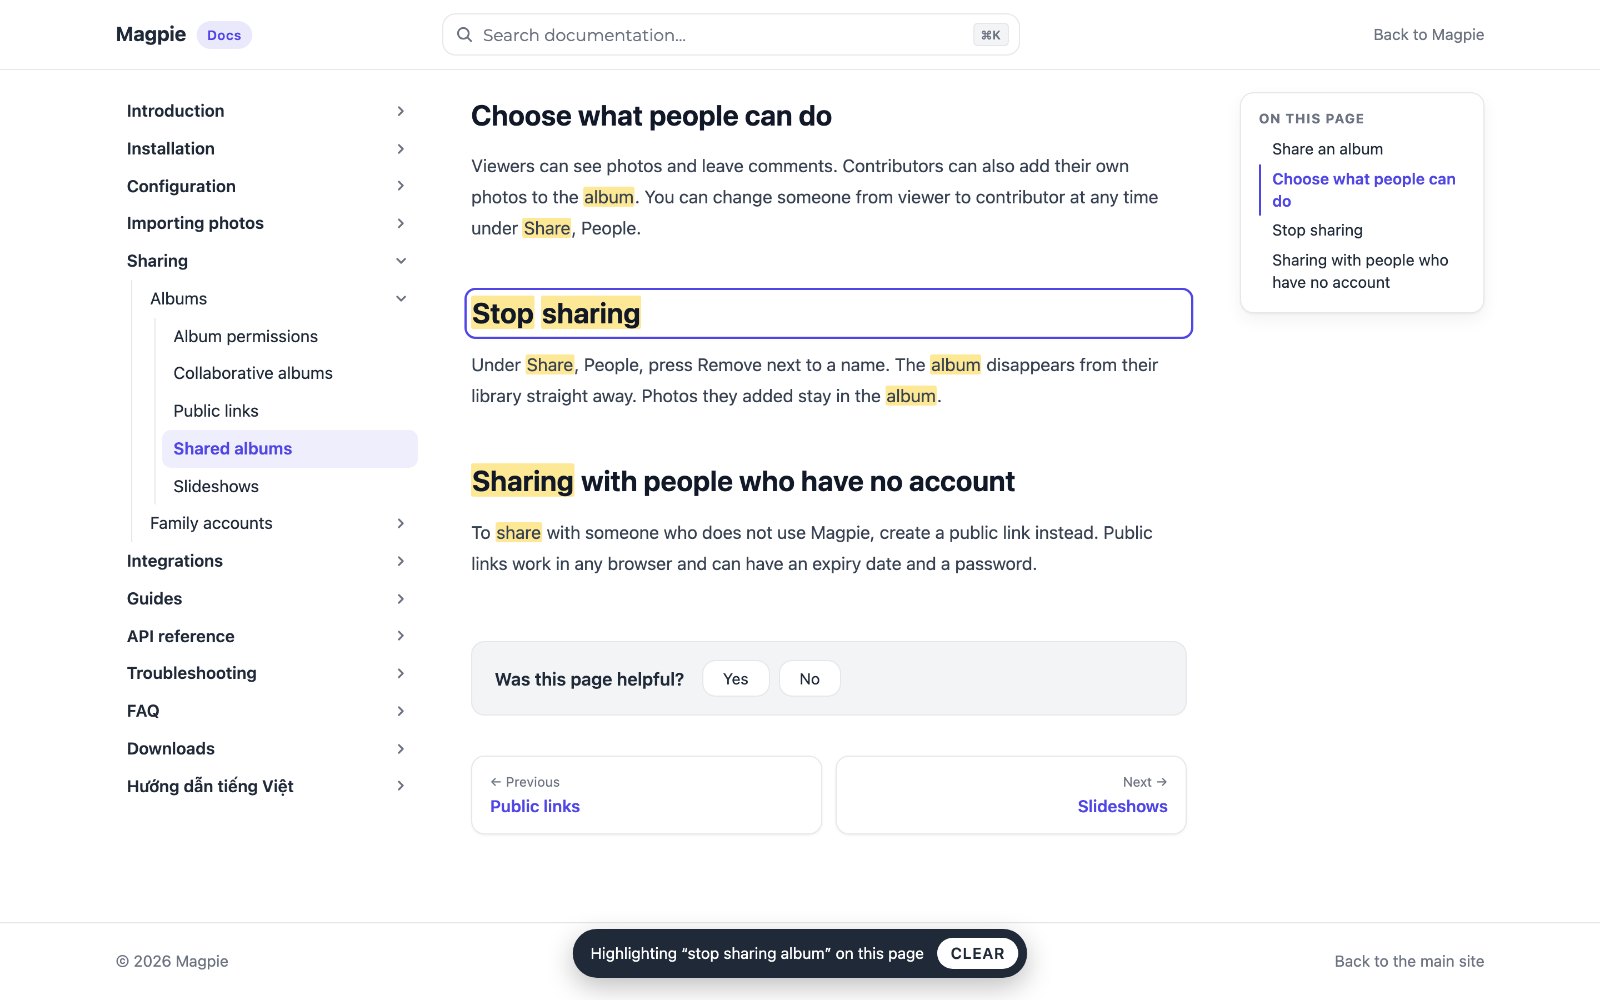 Magpie Docs
Search documentation...
⌘K
Back to Magpie
Introduction
Installation
Configuration
Importing photos
Sharing
Albums
Album permissions
Collaborative albums
Public links
Shared albums
Slideshows
Family accounts
Integrations
Guides
API reference
Troubleshooting
FAQ
Downloads
Hướng dẫn tiếng Việt
Choose what people can do
Viewers can see photos and leave comments. Contributors can also add their own
photos to the album. You can change someone from viewer to contributor at any time
under Share, People.
Stop sharing
Under Share, People, press Remove next to a name. The album disappears from their
library straight away. Photos they added stay in the album.
Sharing with people who have no account
To share with someone who does not use Magpie, create a public link instead. Public
links work in any browser and can have an expiry date and a password.
Was this page helpful?
Yes
No
← Previous
Public links
Next →
Slideshows
ON THIS PAGE
Share an album
Choose what people can
do
Stop sharing
Sharing with people who
have no account
© 2026 Magpie
Highlighting “stop sharing album” on this page
CLEAR
Back to the main site